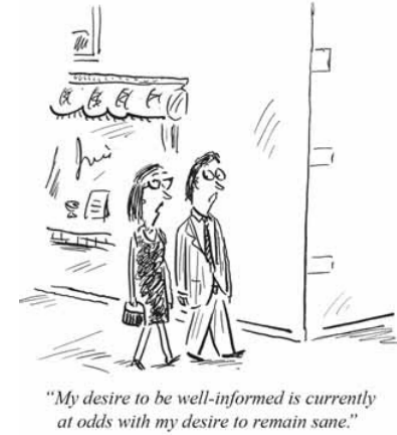 “My desire to be well-informed is currently
at odds with my desire to remain sane.”